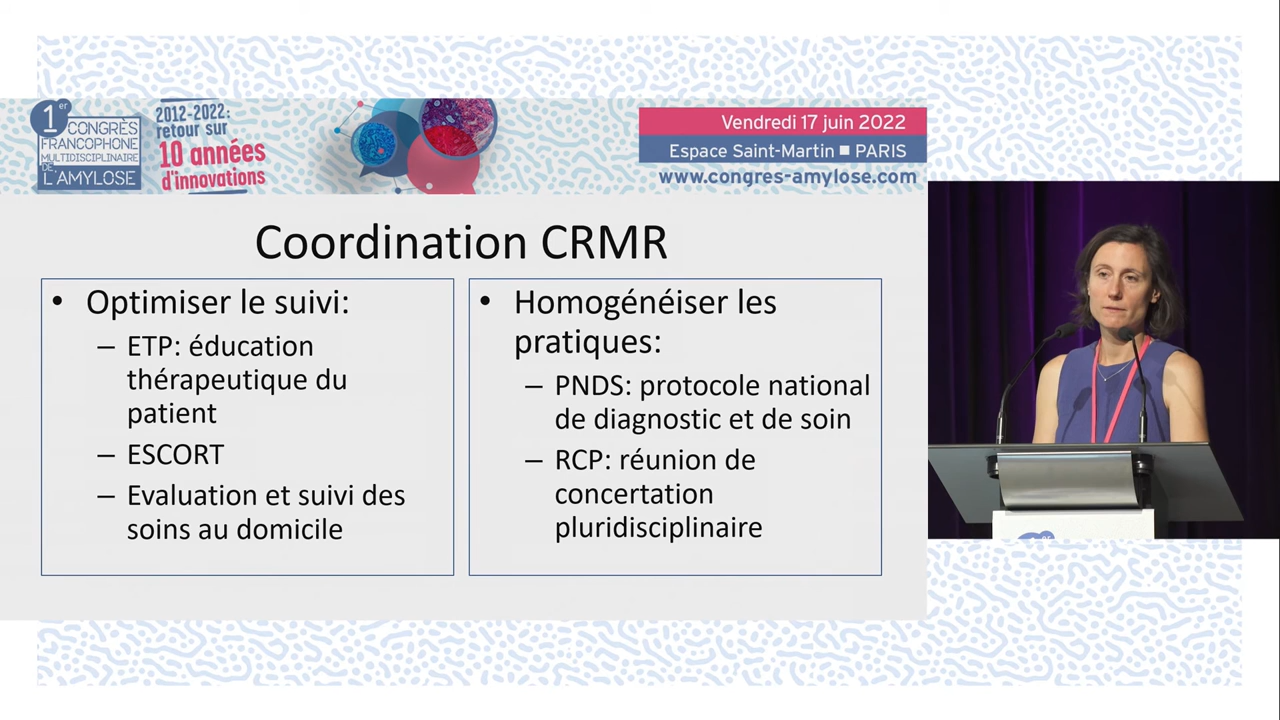 1er
CONGRÈS
FRANCOPHONE
MULTIDISCIPLINAIRE
DE
L'AMYLOSE
2012-2022:
retour sur
10 années
d'innovations
Vendredi 17 juin 2022
Espace Saint-Martin ■ PARIS
www.congres-amylose.com
Coordination CRMR
• Optimiser le suivi:
– ETP: éducation
thérapeutique du
patient
– ESCORT
– Evaluation et suivi des
soins au domicile
• Homogénéiser les
pratiques:
– PNDS: protocole national
de diagnostic et de soin
– RCP: réunion de
concertation
pluridisciplinaire